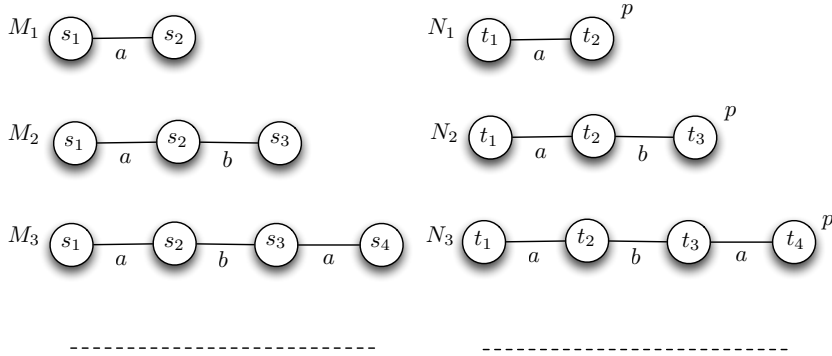 M₁ s₁ a s₂
N₁ t₁ a t₂ p
M₂ s₁ a s₂ b s₃
N₂ t₁ a t₂ b t₃ p
M₃ s₁ a s₂ b s₃ a s₄
N₃ t₁ a t₂ b t₃ a t₄ p